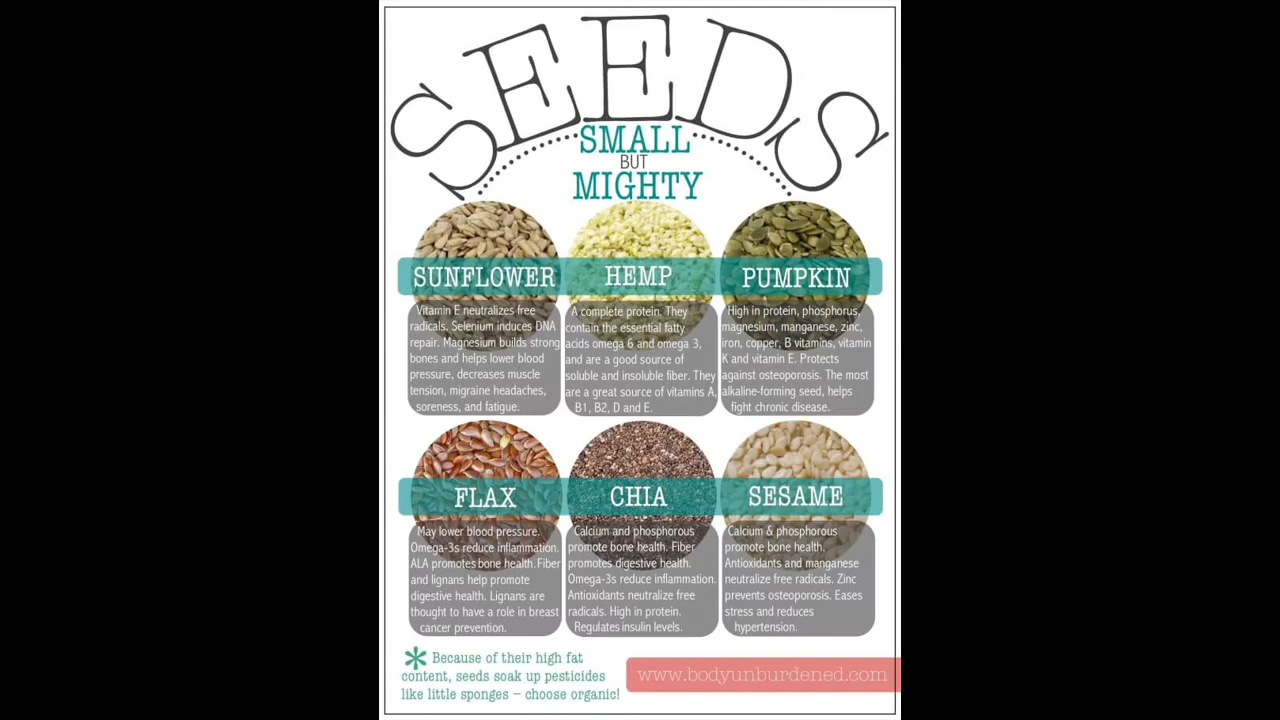 SEEDS
SMALL
BUT
MIGHTY
SUNFLOWER
Vitamin E neutralizes free
radicals. Selenium induces DNA
repair. Magnesium builds strong
bones and helps lower blood
pressure, decreases muscle
tension, migraine headaches,
soreness, and fatigue.
HEMP
A complete protein. They
contain the essential fatty
acids omega 6 and omega 3,
and are a good source of
soluble and insoluble fiber. They
are a great source of vitamins A,
B1, B2, D and E.
PUMPKIN
High in protein, phosphorus,
magnesium, manganese, zinc,
iron, copper, B vitamins, vitamin
K and vitamin E. Protects
against osteoporosis. The most
alkaline-forming seed, helps
fight chronic disease.
FLAX
May lower blood pressure.
Omega-3s reduce inflammation.
ALA promotes bone health. Fiber
and lignans help promote
digestive health. Lignans are
thought to have a role in breast
cancer prevention.
CHIA
Calcium and phosphorous
promote bone health. Fiber
promotes digestive health.
Omega-3s reduce inflammation.
Antioxidants neutralize free
radicals. High in protein.
Regulates insulin levels.
SESAME
Calcium & phosphorous
promote bone health.
Antioxidants and manganese
neutralize free radicals. Zinc
prevents osteoporosis. Eases
stress and reduces
hypertension.
* Because of their high fat
content, seeds soak up pesticides
like little sponges – choose organic!
www.bodyunburdened.com